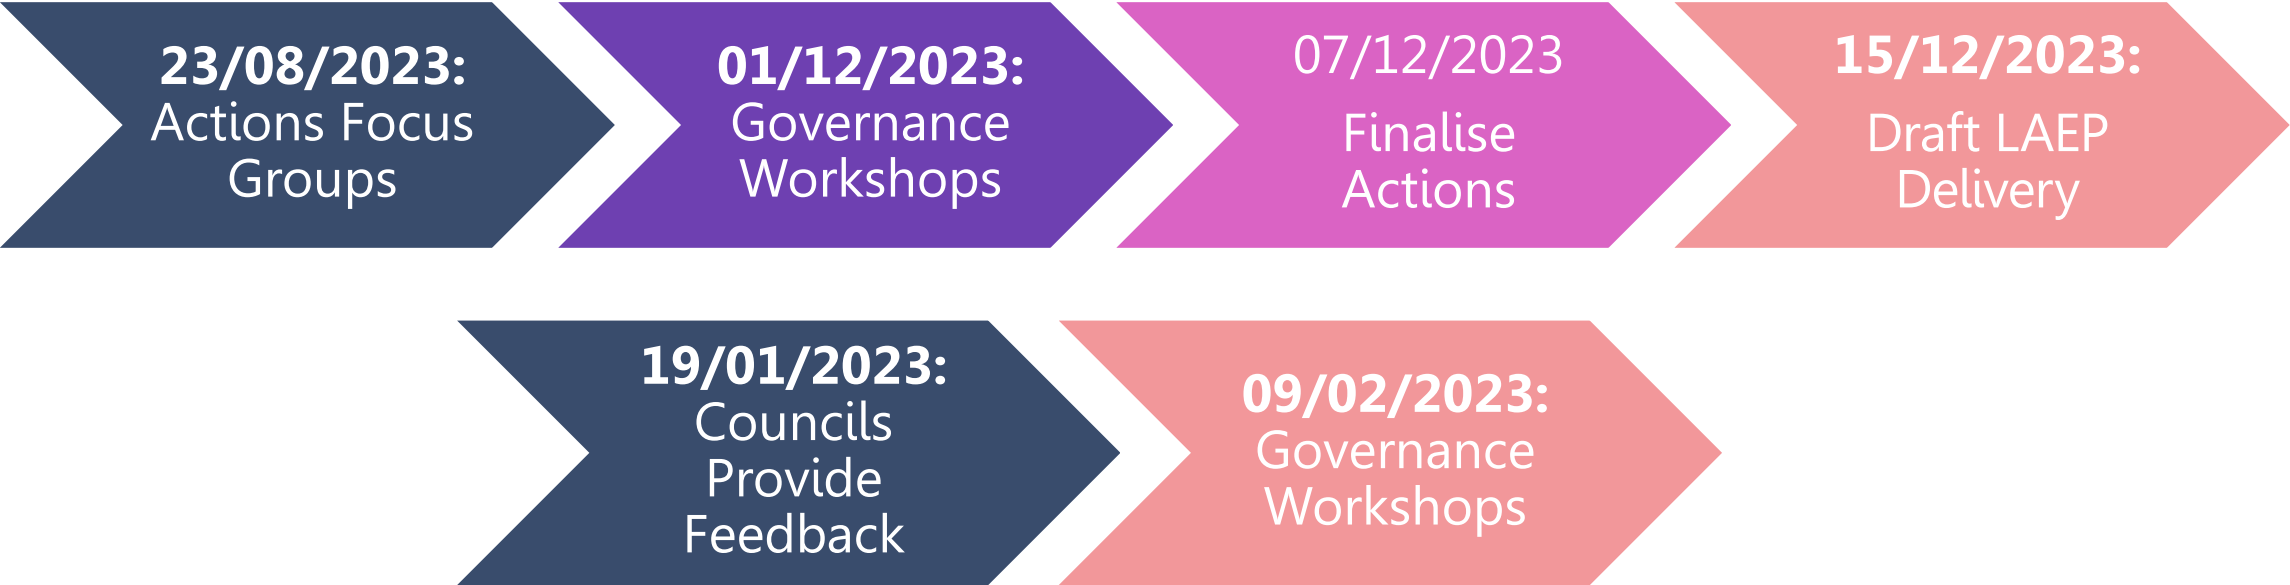 23/08/2023:
Actions Focus
Groups
01/12/2023:
Governance
Workshops
07/12/2023
Finalise
Actions
15/12/2023:
Draft LAEP
Delivery
19/01/2023:
Councils
Provide
Feedback
09/02/2023:
Governance
Workshops